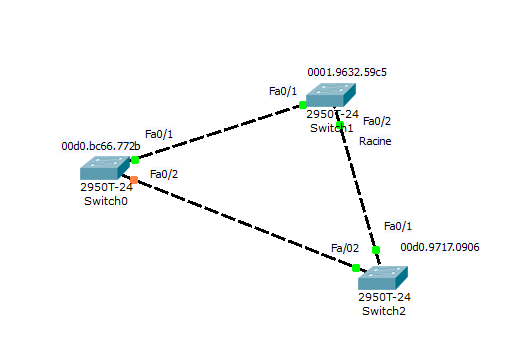 0001.9632.59c5
Fa0/1
2950T-24
Switch1
Fa0/2
Racine
Fa0/1
00d0.bc66.772b
Fa0/2
2950T-24
Switch0
Fa0/1
00d0.9717.0906
Fa/02
2950T-24
Switch2